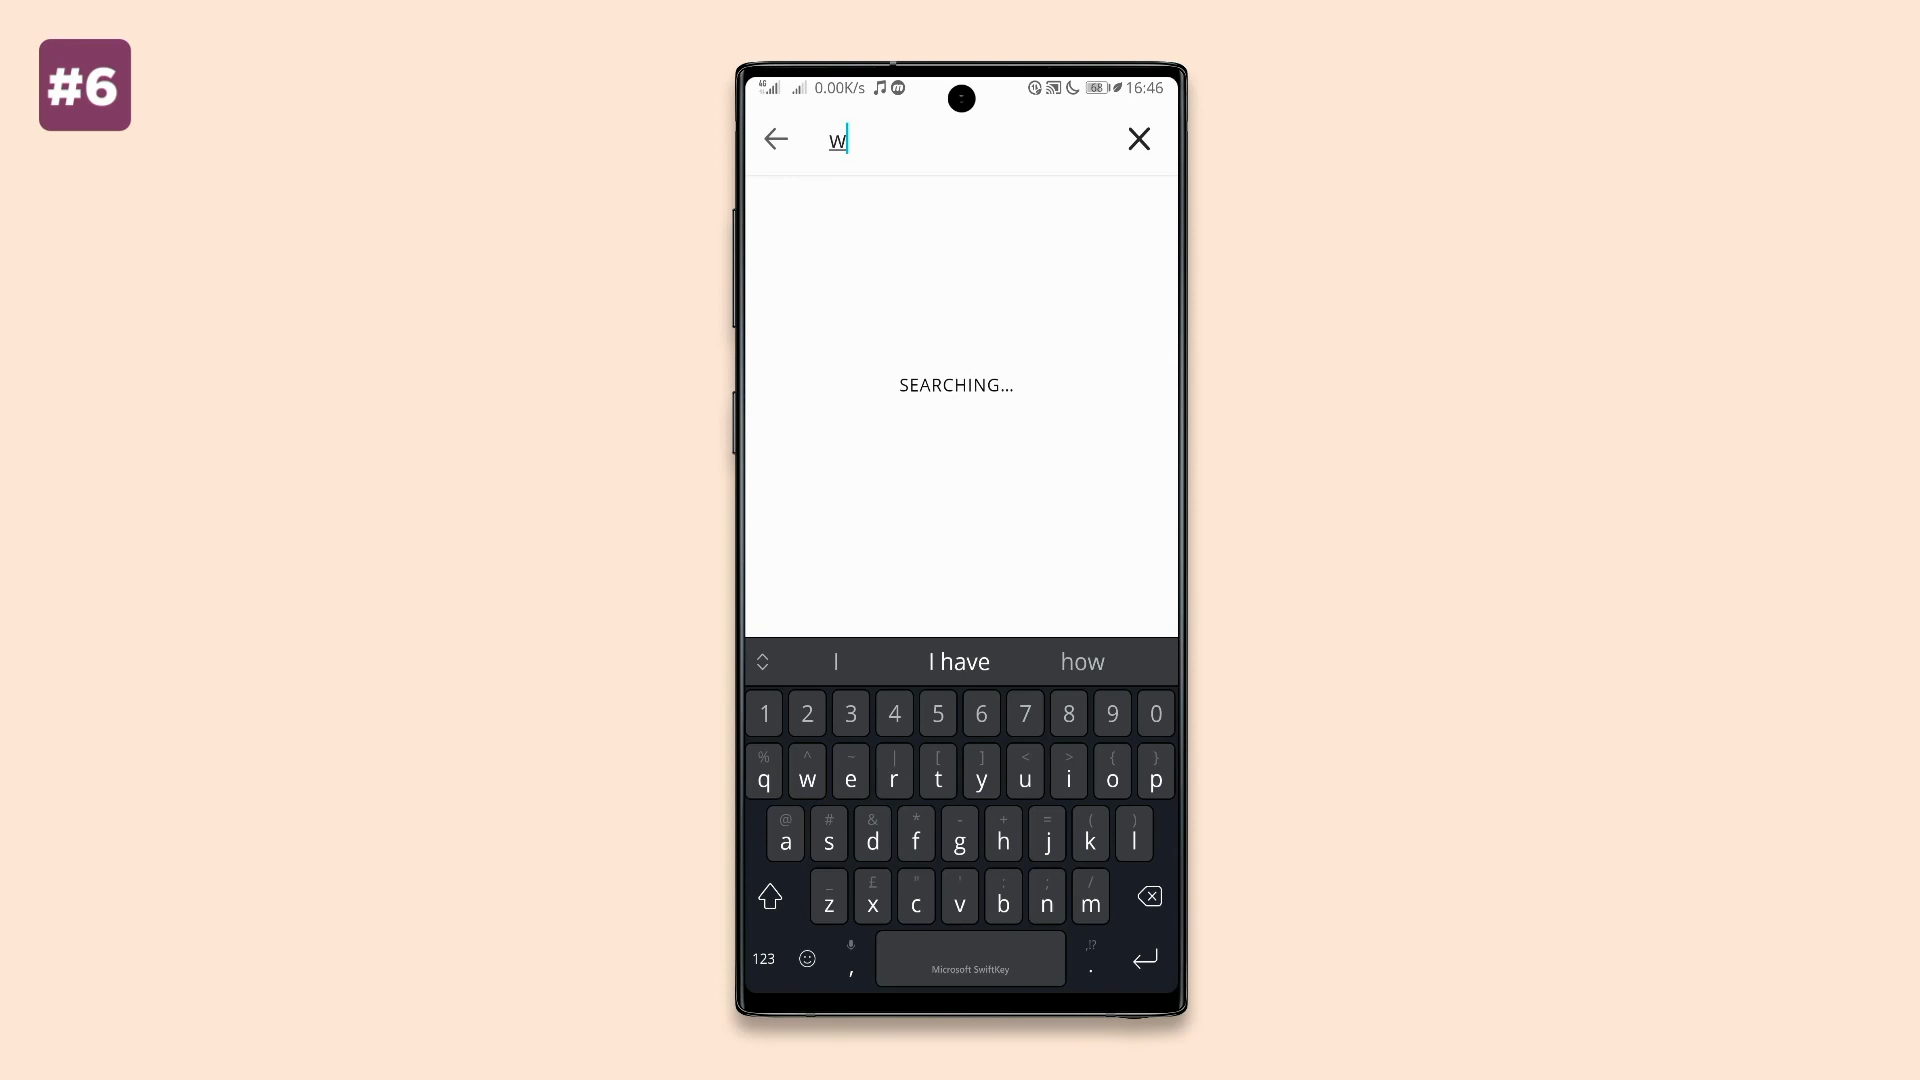 #6
4G 0.00K/s 68 16:46
w
SEARCHING...
I I have how
1 2 3 4 5 6 7 8 9 0
% ^ ~ | [ ] < > { }
q w e r t y u i o p
@ # & * - + = ( )
a s d f g h j k l
_ £ " ' : ; /
z x c v b n m
,!?
123 , Microsoft SwiftKey .